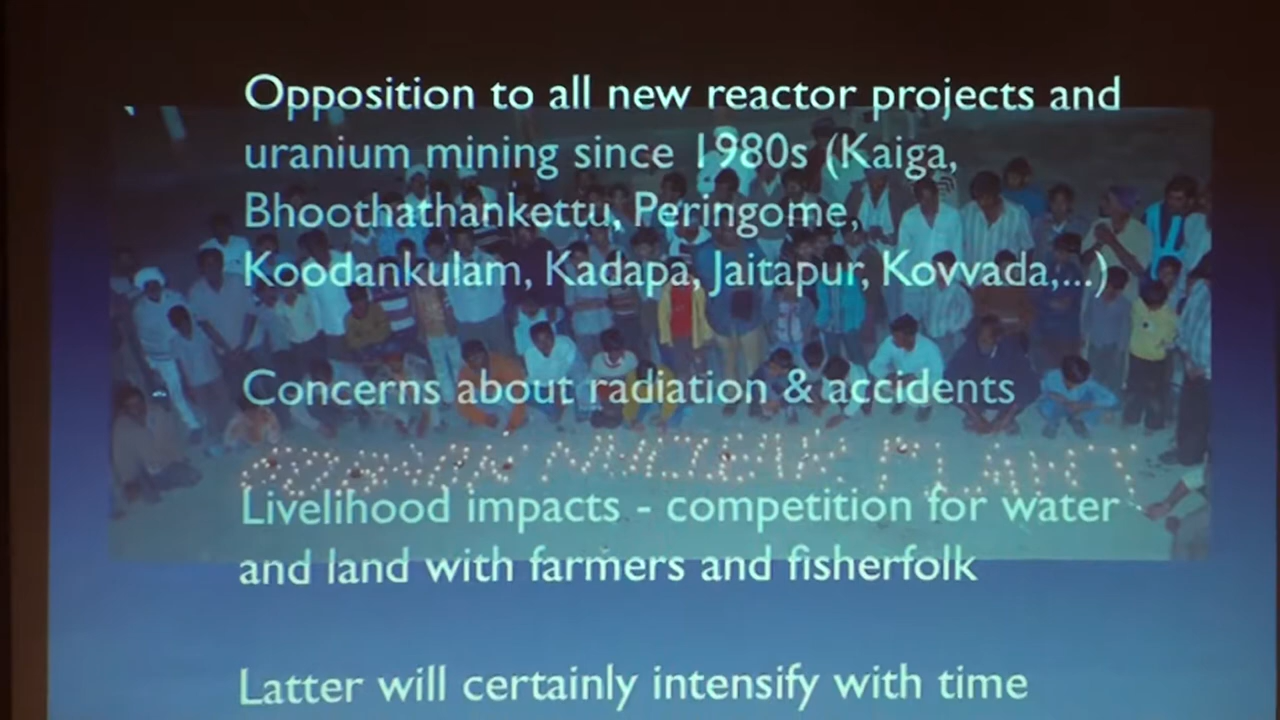 Opposition to all new reactor projects and
uranium mining since 1980s (Kaiga,
Bhoothathankettu, Peringome,
Koodankulam, Kadapa, Jaitapur, Kovvada,...)
Concerns about radiation & accidents
NUCLEAR PLANT
Livelihood impacts - competition for water
and land with farmers and fisherfolk
Latter will certainly intensify with time